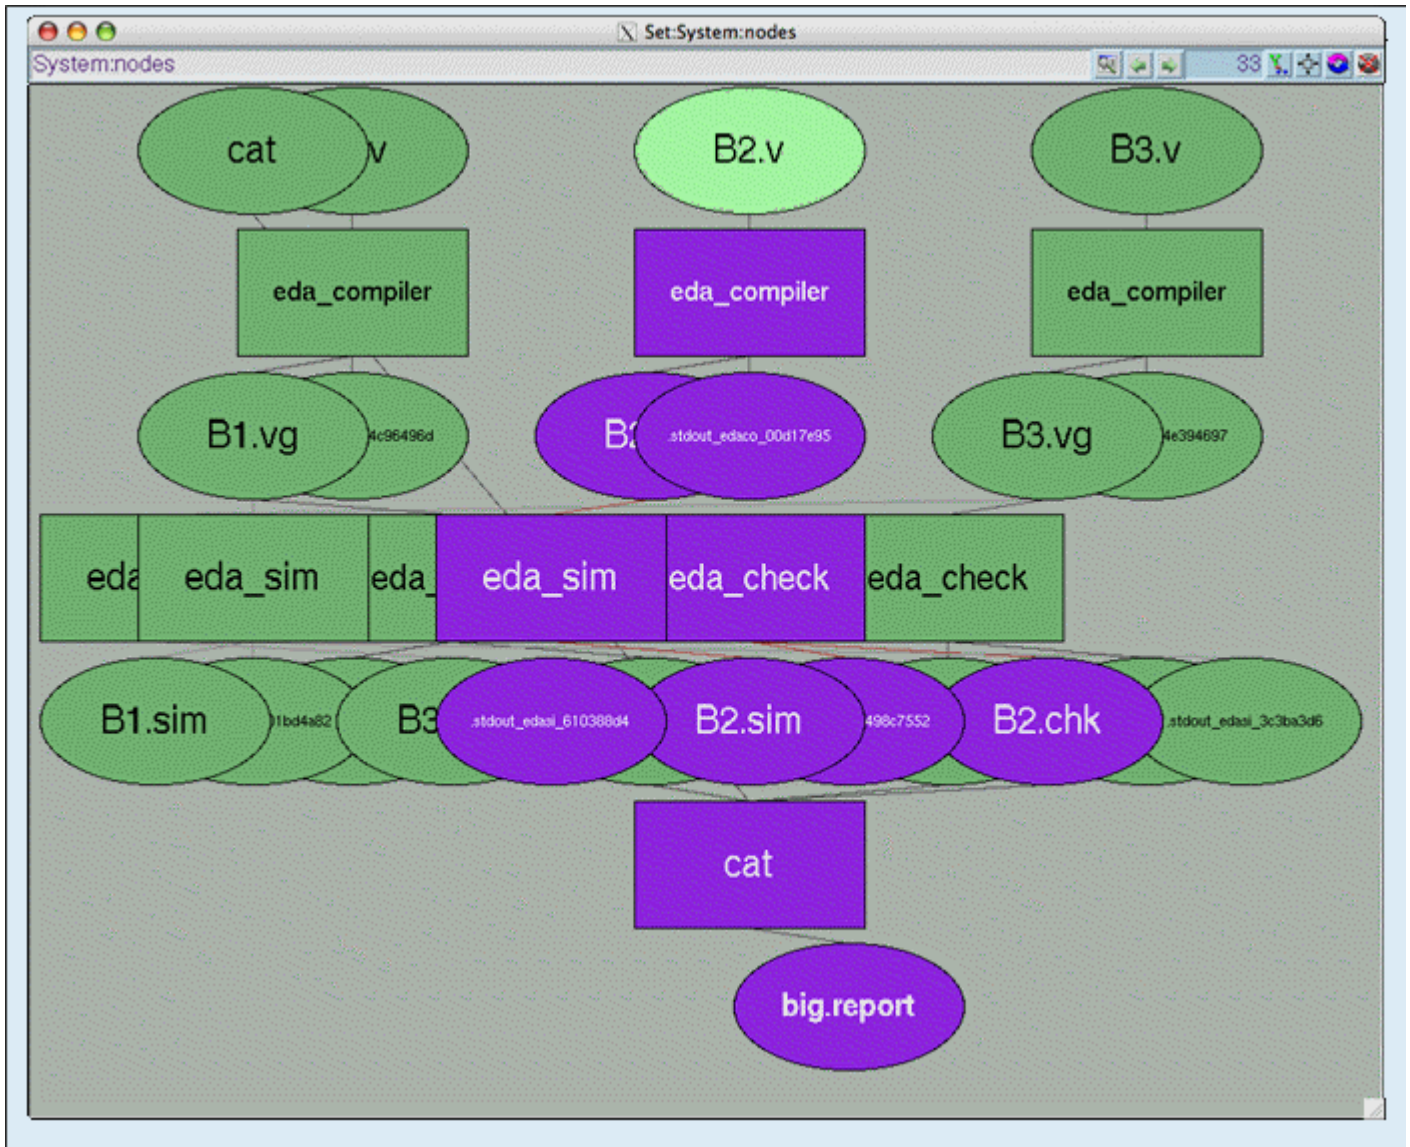 Set:System:nodes
System:nodes
33
cat
v
B2.v
B3.v
eda_compiler
eda_compiler
eda_compiler
B1.vg
4c96496d
B2
.stdout_edaco_00d17e95
B3.vg
4e394697
eda
eda_sim
eda_
eda_sim
eda_check
eda_check
B1.sim
01bd4a82
B3
.stdout_edasi_610388d4
B2.sim
498c7552
B2.chk
.stdout_edasi_3c3ba3d6
cat
big.report